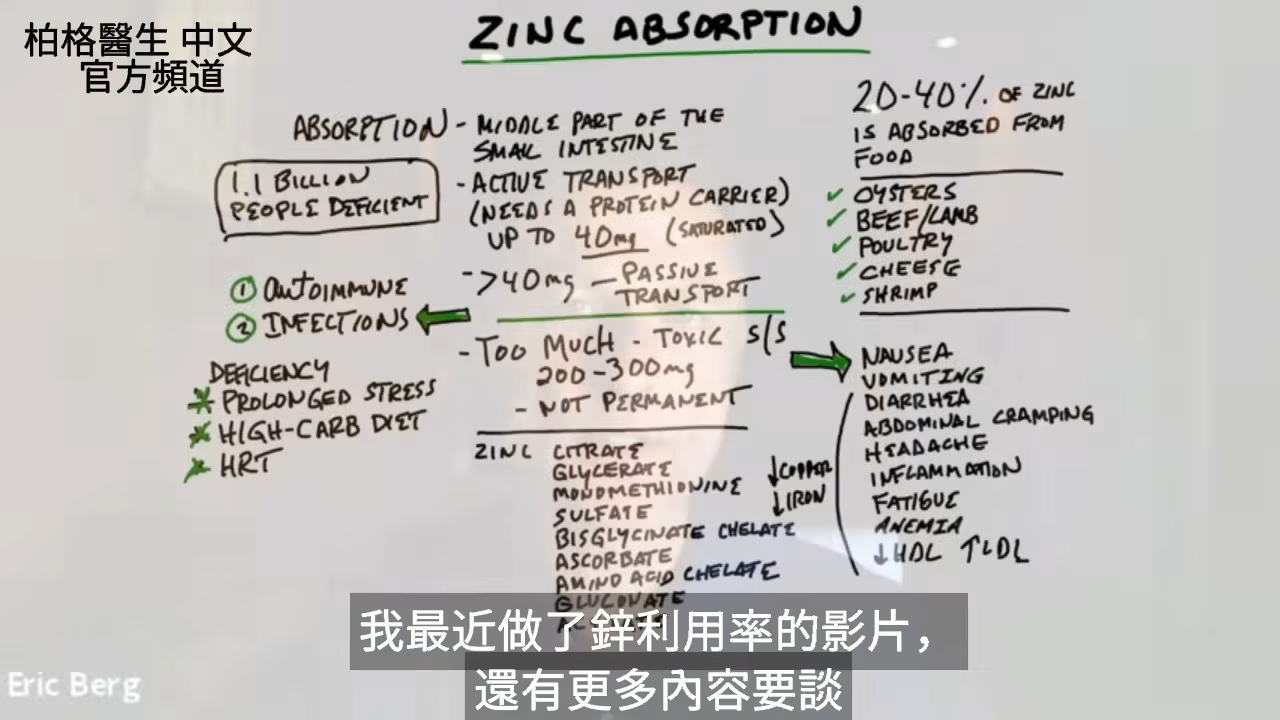 柏格醫生 中文
官方頻道
ZINC ABSORPTION
ABSORPTION - MIDDLE PART OF THE
SMALL INTESTINE
1.1 BILLION
PEOPLE DEFICIENT
- ACTIVE TRANSPORT
(NEEDS A PROTEIN CARRIER)
UP TO 40mg (SATURATED)
- >40mg - PASSIVE
TRANSPORT
① AUTOIMMUNE
② INFECTIONS
- TOO MUCH - TOXIC S/S
200-300mg
- NOT PERMANENT
DEFICIENCY
PROLONGED STRESS
HIGH-CARB DIET
HRT
ZINC CITRATE
GLYCERATE
MONOMETHIONINE
SULFATE
BISGLYCINATE CHELATE
ASCORBATE
AMINO ACID CHELATE
GLUCONATE
↓COPPER
↓IRON
20-40% OF ZINC
IS ABSORBED FROM
FOOD
✓ OYSTERS
✓ BEEF/LAMB
✓ POULTRY
✓ CHEESE
✓ SHRIMP
NAUSEA
VOMITING
DIARRHEA
ABDOMINAL CRAMPING
HEADACHE
INFLAMMATION
FATIGUE
ANEMIA
↓HDL ↑LDL
我最近做了鋅利用率的影片，
還有更多內容要談
Eric Berg